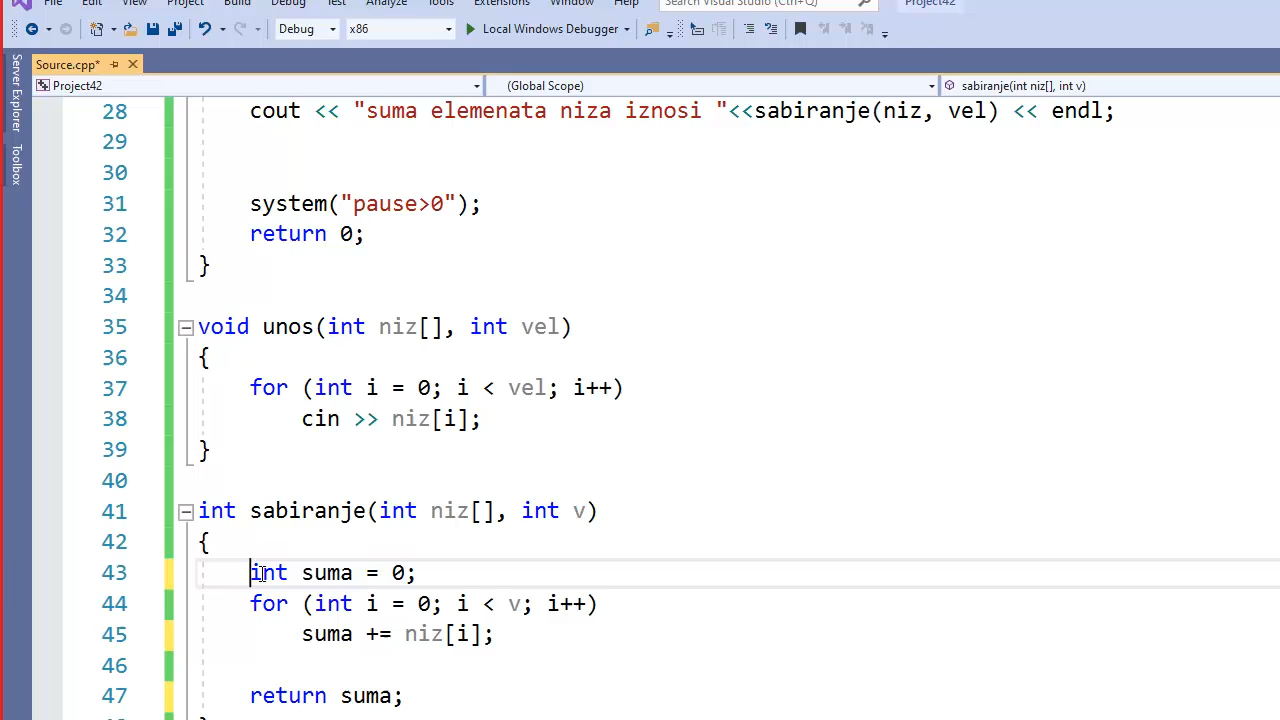 File Edit View Project Build Debug Test Analyze Tools Extensions Window Help Search Visual Studio (Ctrl+Q) Project42
Debug x86 Local Windows Debugger
Server Explorer
Toolbox
Source.cpp*
Project42 (Global Scope) sabiranje(int niz[], int v)
28 cout << "suma elemenata niza iznosi "<<sabiranje(niz, vel) << endl;
29
30
31 system("pause>0");
32 return 0;
33 }
34
35 void unos(int niz[], int vel)
36 {
37 for (int i = 0; i < vel; i++)
38 cin >> niz[i];
39 }
40
41 int sabiranje(int niz[], int v)
42 {
43 int suma = 0;
44 for (int i = 0; i < v; i++)
45 suma += niz[i];
46
47 return suma;